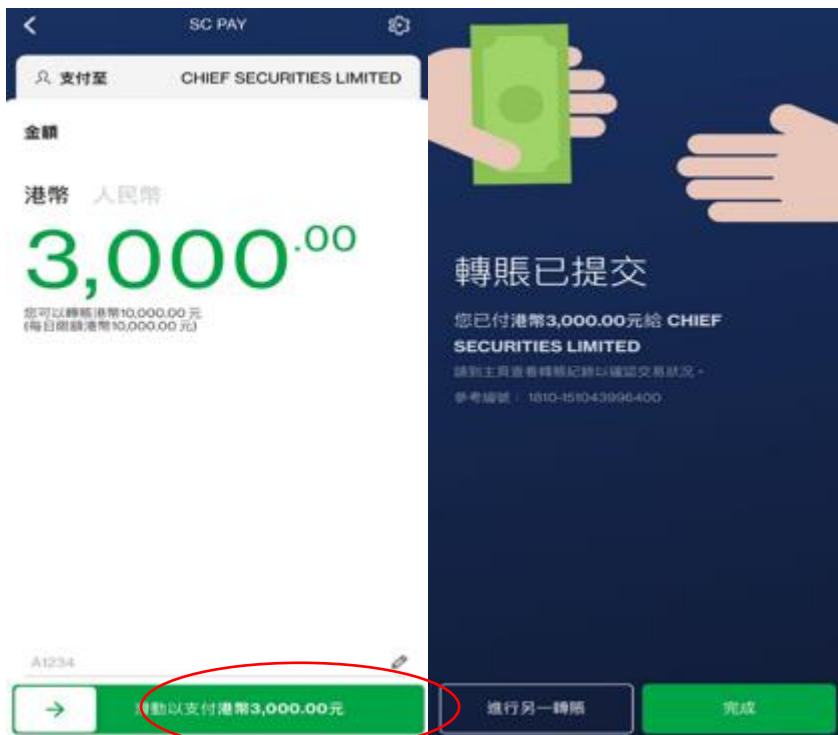 SC PAY
支付至 CHIEF SECURITIES LIMITED
金額
港幣 人民幣
3,000.00
您可以轉賬港幣10,000.00 元
(每日限額港幣10,000.00 元)
A1234
滑動以支付港幣3,000.00元
轉賬已提交
您已付港幣3,000.00元給 CHIEF
SECURITIES LIMITED
請到主頁查看轉賬紀錄以確認交易狀況。
參考編號： 1810-151043996400
進行另一轉賬
完成